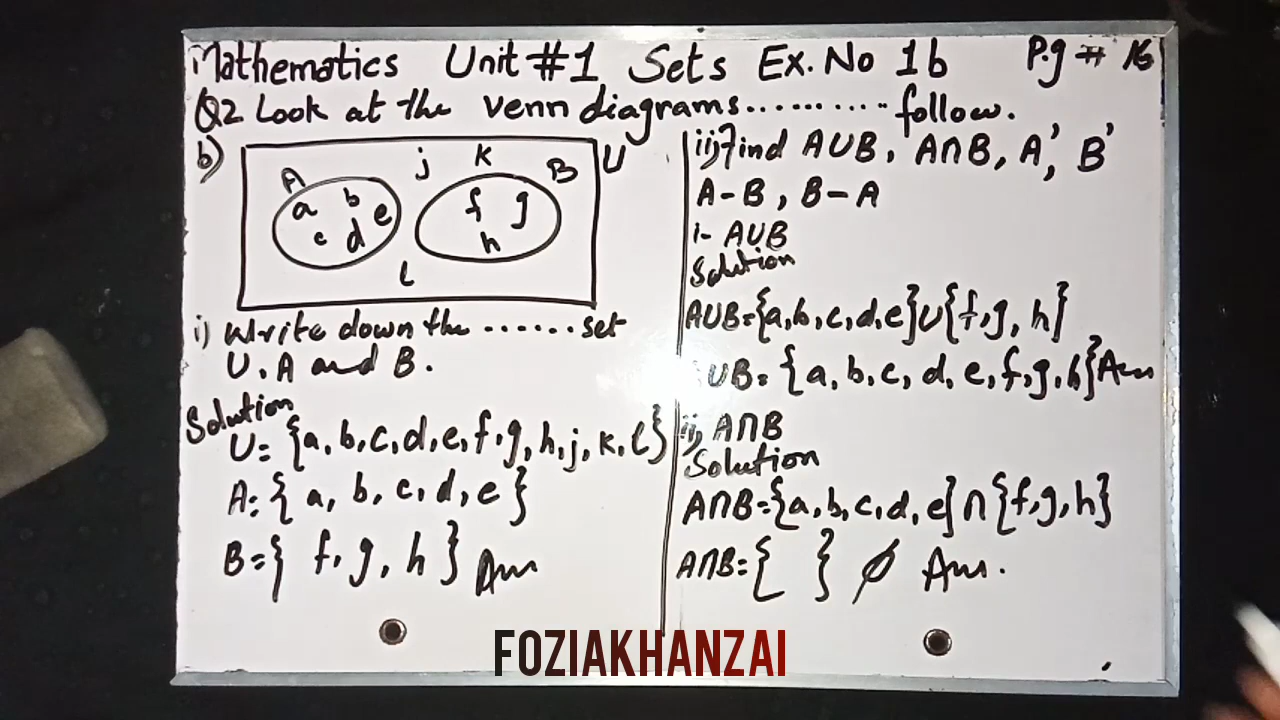 Mathematics Unit #1 Sets Ex. No 1b P.g # 16
Q2 Look at the venn diagrams.......... follow.
b)
U
A
B
j
k
a b
e
c d
f g
h
l
i) Write down the ...... set
U, A and B.
Solution
U= {a, b, c, d, e, f, g, h, j, k, l}
A= { a, b, c, d, e}
B= { f, g, h } Ans
ii) Find A∪B, A∩B, A', B'
A-B, B-A
i- A∪B
Solution
A∪B={a,b,c,d,e}∪{f,g,h}
∪B= {a, b, c, d, e, f, g, h} Ans
ii, A∩B
Solution
A∩B={a,b,c,d,e}∩{f,g,h}
A∩B= { } ∅ Ans.
FOZIAKHANZAI